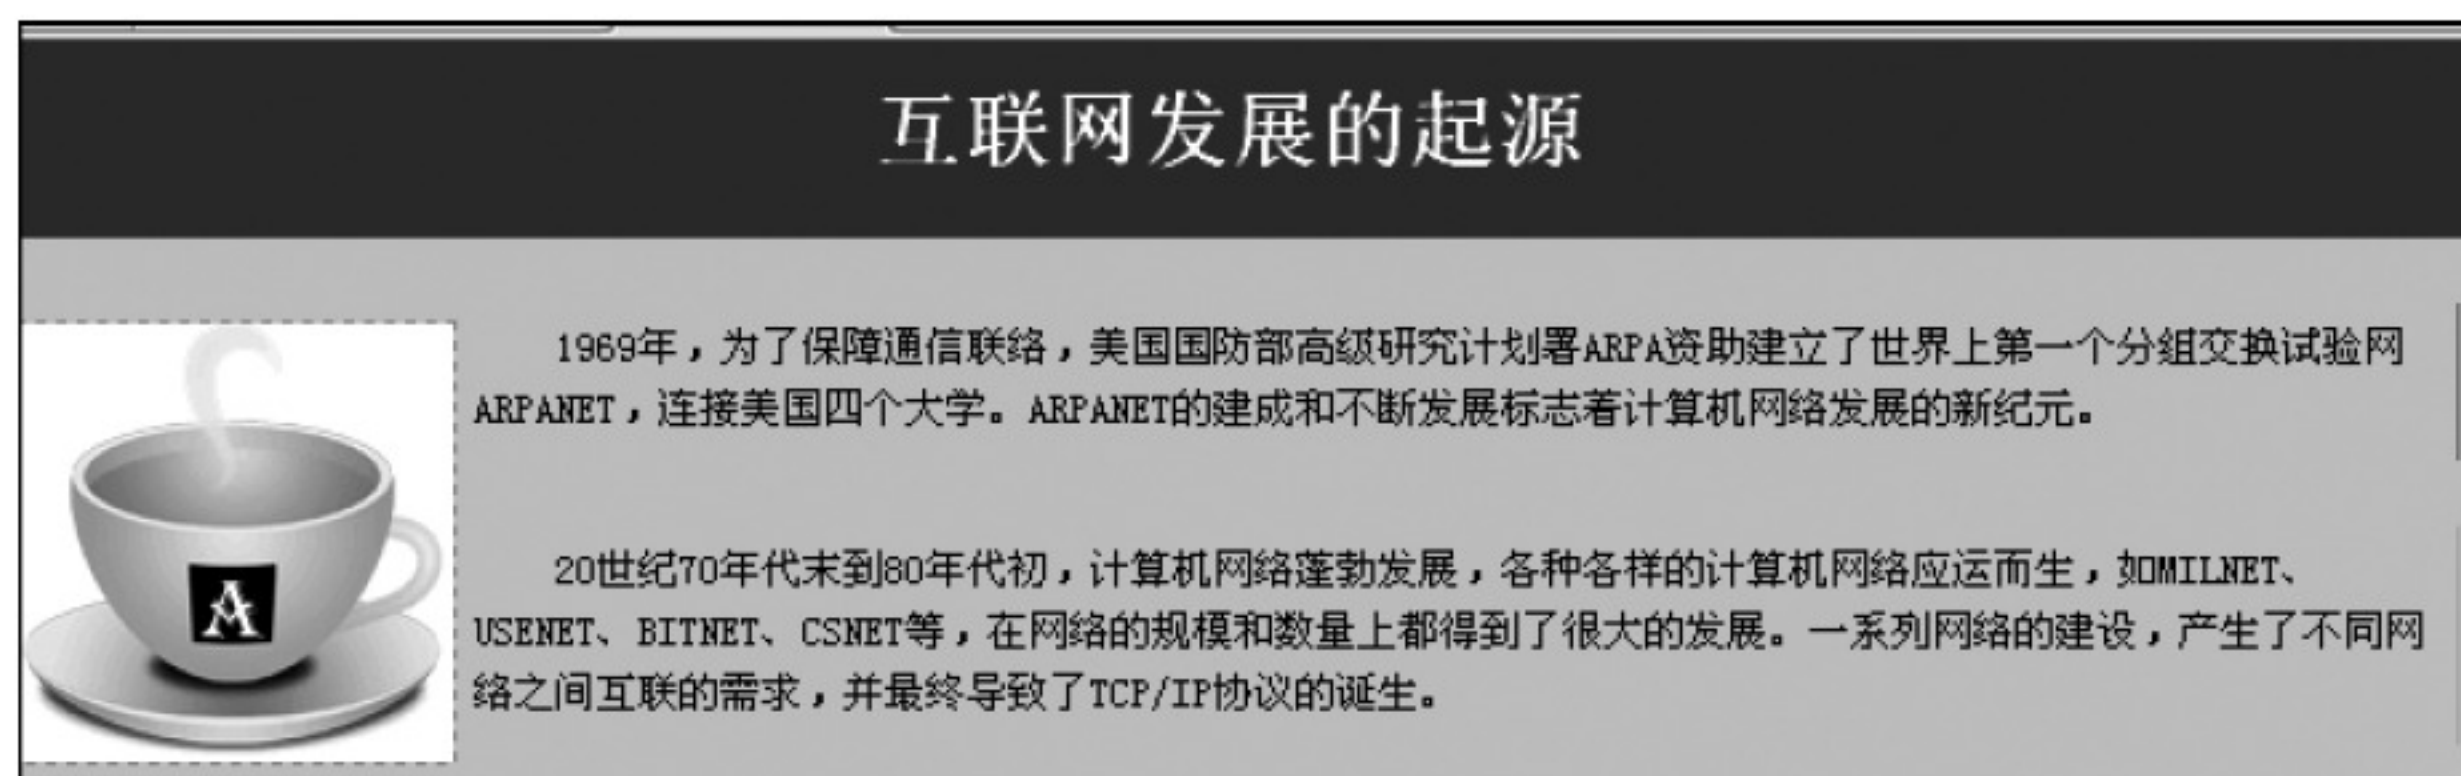 互联网发展的起源
1969年，为了保障通信联络，美国国防部高级研究计划署ARPA资助建立了世界上第一个分组交换试验网
ARPANET，连接美国四个大学。ARPANET的建成和不断发展标志着计算机网络发展的新纪元。
20世纪70年代末到80年代初，计算机网络蓬勃发展，各种各样的计算机网络应运而生，如MILNET、
USENET、BITNET、CSNET等，在网络的规模和数量上都得到了很大的发展。一系列网络的建设，产生了不同网
络之间互联的需求，并最终导致了TCP/IP协议的诞生。
A